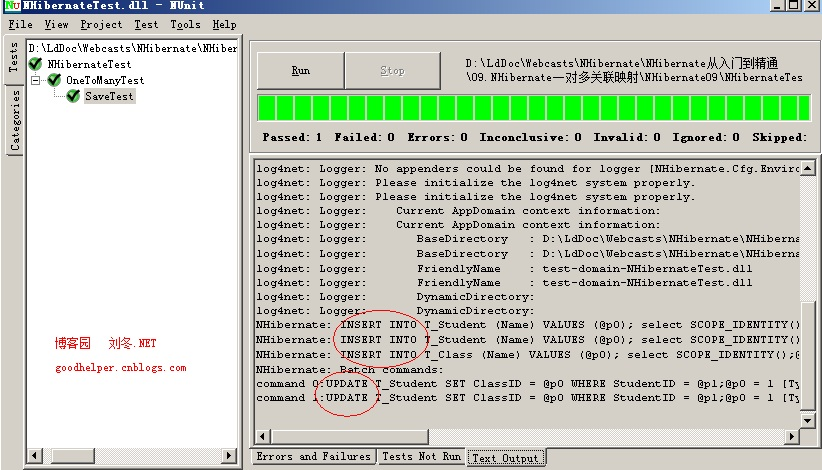 NHibernateTest.dll - NUnit
File View Project Test Tools Help
Tests
Categories
D:\LdDoc\Webcasts\NHibernate\NHiber
NHibernateTest
OneToManyTest
SaveTest
博客园 刘冬.NET
goodhelper.cnblogs.com
Run
Stop
D:\LdDoc\Webcasts\NHibernate\NHibernate从入门到精通
\09. NHibernate一对多关联映射\NHibernate09\NHibernateTes
Passed: 1 Failed: 0 Errors: 0 Inconclusive: 0 Invalid: 0 Ignored: 0 Skipped:
log4net: Logger: No appenders could be found for logger [NHibernate.Cfg.Enviro
log4net: Logger: Please initialize the log4net system properly.
log4net: Logger: Please initialize the log4net system properly.
log4net: Logger: Current AppDomain context information:
log4net: Logger: Current AppDomain context information:
log4net: Logger: BaseDirectory : D:\LdDoc\Webcasts\NHibernate\NHiberna
log4net: Logger: BaseDirectory : D:\LdDoc\Webcasts\NHibernate\NHiberna
log4net: Logger: FriendlyName : test-domain-NHibernateTest.dll
log4net: Logger: FriendlyName : test-domain-NHibernateTest.dll
log4net: Logger: DynamicDirectory:
log4net: Logger: DynamicDirectory:
NHibernate: INSERT INTO T_Student (Name) VALUES (@p0); select SCOPE_IDENTITY()
NHibernate: INSERT INTO T_Student (Name) VALUES (@p0); select SCOPE_IDENTITY()
NHibernate: INSERT INTO T_Class (Name) VALUES (@p0); select SCOPE_IDENTITY();@
NHibernate: Batch commands:
command 0:UPDATE T_Student SET ClassID = @p0 WHERE StudentID = @p1;@p0 = 1 [Ty
command 1:UPDATE T_Student SET ClassID = @p0 WHERE StudentID = @p1;@p0 = 1 [Ty
Errors and Failures
Tests Not Run
Text Output